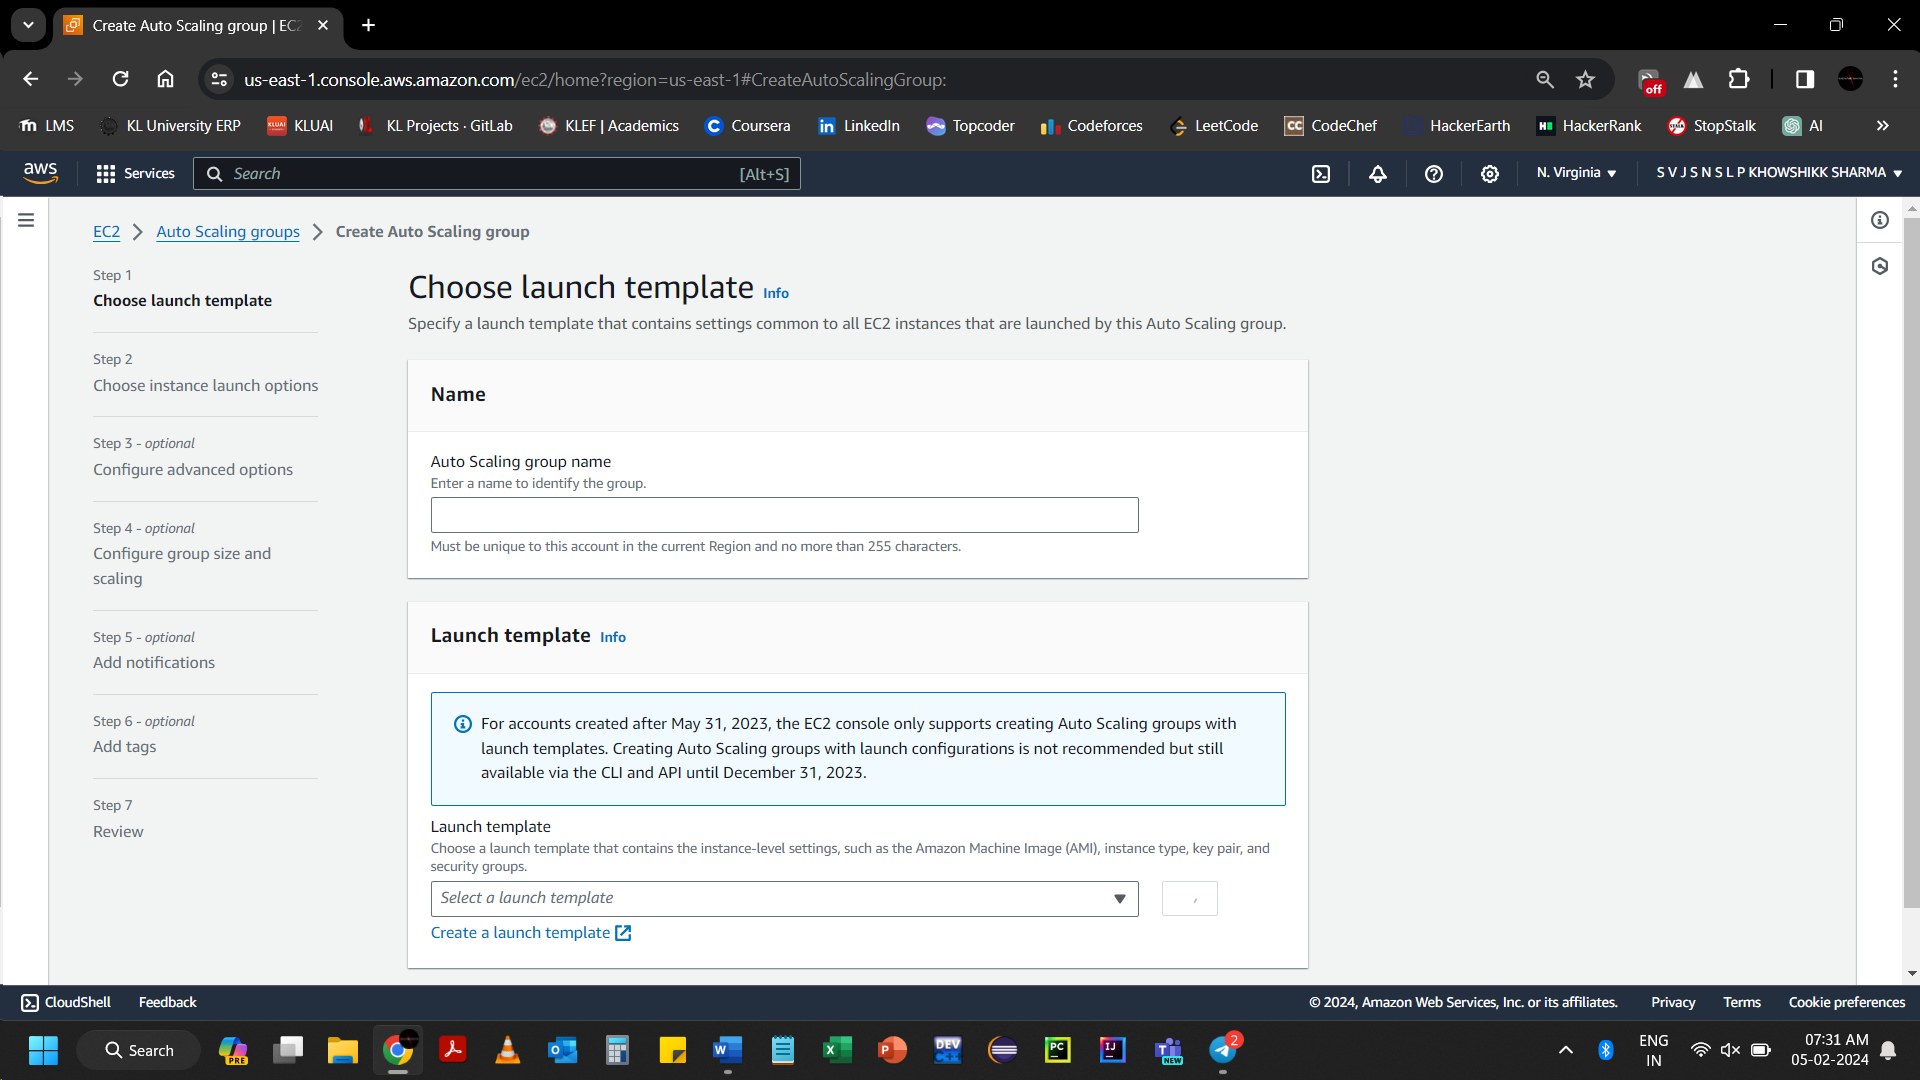 Create Auto Scaling group | EC2
us-east-1.console.aws.amazon.com/ec2/home?region=us-east-1#CreateAutoScalingGroup:
off
LMS
KL University ERP
KLUAI
KLUAI
KL Projects · GitLab
KLEF | Academics
Coursera
LinkedIn
Topcoder
Codeforces
LeetCode
CodeChef
HackerEarth
HackerRank
StopStalk
AI
aws
Services
Search
[Alt+S]
N. Virginia
S V J S N S L P KHOWSHIKK SHARMA
EC2
Auto Scaling groups
Create Auto Scaling group
Step 1
Choose launch template
Step 2
Choose instance launch options
Step 3 - optional
Configure advanced options
Step 4 - optional
Configure group size and
scaling
Step 5 - optional
Add notifications
Step 6 - optional
Add tags
Step 7
Review
Choose launch template Info
Specify a launch template that contains settings common to all EC2 instances that are launched by this Auto Scaling group.
Name
Auto Scaling group name
Enter a name to identify the group.
Must be unique to this account in the current Region and no more than 255 characters.
Launch template Info
For accounts created after May 31, 2023, the EC2 console only supports creating Auto Scaling groups with
launch templates. Creating Auto Scaling groups with launch configurations is not recommended but still
available via the CLI and API until December 31, 2023.
Launch template
Choose a launch template that contains the instance-level settings, such as the Amazon Machine Image (AMI), instance type, key pair, and
security groups.
Select a launch template
Create a launch template
CloudShell
Feedback
© 2024, Amazon Web Services, Inc. or its affiliates.
Privacy
Terms
Cookie preferences
Search
PRE
DEV
C++
PC
IJ
NEW
2
ENG
IN
07:31 AM
05-02-2024